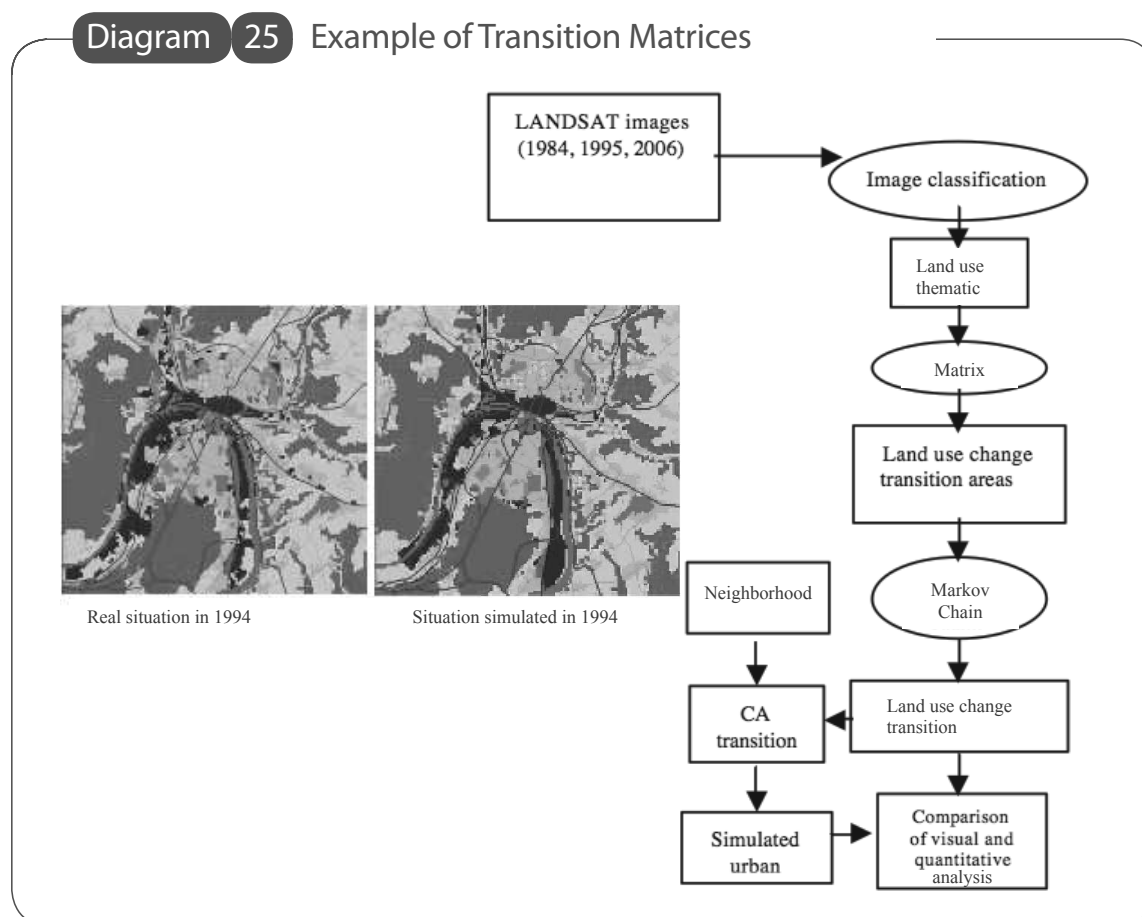 Diagram 25 Example of Transition Matrices
LANDSAT images
(1984, 1995, 2006)
Image classification
Land use
thematic
Matrix
Land use change
transition areas
Markov
Chain
Neighborhood
Land use change
transition
CA
transition
Simulated
urban
Comparison
of visual and
quantitative
analysis
Real situation in 1994
Situation simulated in 1994